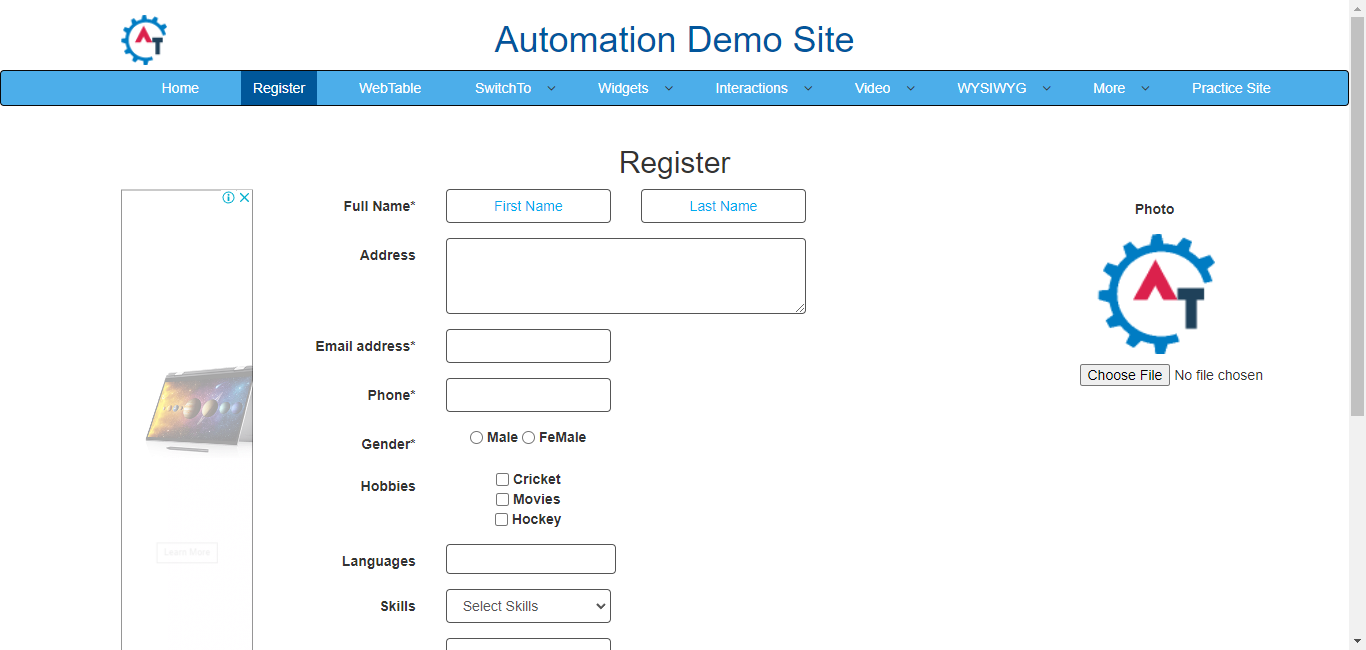 AT
Automation Demo Site
Home Register WebTable SwitchTo Widgets Interactions Video WYSIWYG More Practice Site
Register
Full Name* First Name Last Name
Photo
Address
AT
Email address*
Phone*
Choose File No file chosen
Gender* Male FeMale
Hobbies Cricket
Movies
Hockey
Learn More
Languages
Skills Select Skills